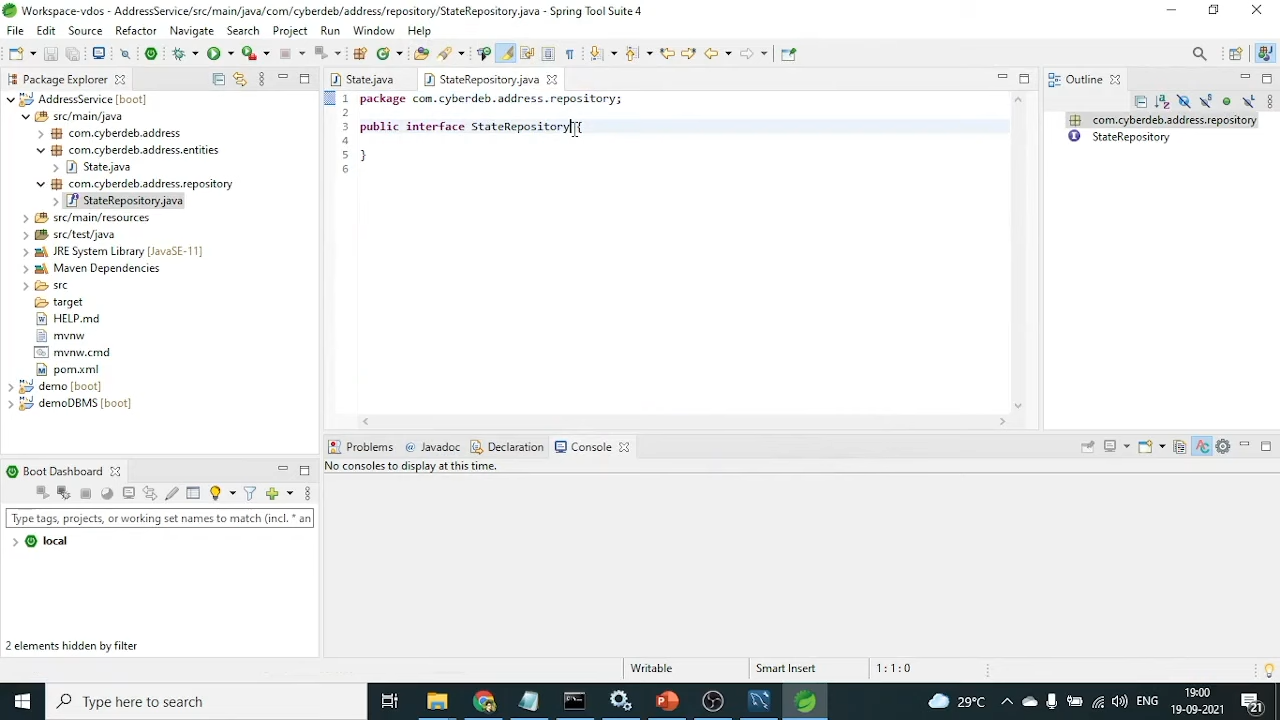 Workspace-vdos - AddressService/src/main/java/com/cyberdeb/address/repository/StateRepository.java - Spring Tool Suite 4
File Edit Source Refactor Navigate Search Project Run Window Help
Package Explorer
AddressService [boot]
src/main/java
com.cyberdeb.address
com.cyberdeb.address.entities
State.java
com.cyberdeb.address.repository
StateRepository.java
src/main/resources
src/test/java
JRE System Library [JavaSE-11]
Maven Dependencies
src
target
HELP.md
mvnw
mvnw.cmd
pom.xml
demo [boot]
demoDBMS [boot]
State.java StateRepository.java
1 package com.cyberdeb.address.repository;
2
3 public interface StateRepository {
4
5 }
6
Outline
com.cyberdeb.address.repository
StateRepository
Boot Dashboard
Type tags, projects, or working set names to match (incl. * an
local
2 elements hidden by filter
Problems @ Javadoc Declaration Console
No consoles to display at this time.
Writable Smart Insert 1 : 1 : 0
Type here to search
29°C ENG 19:00
19-09-2021 21